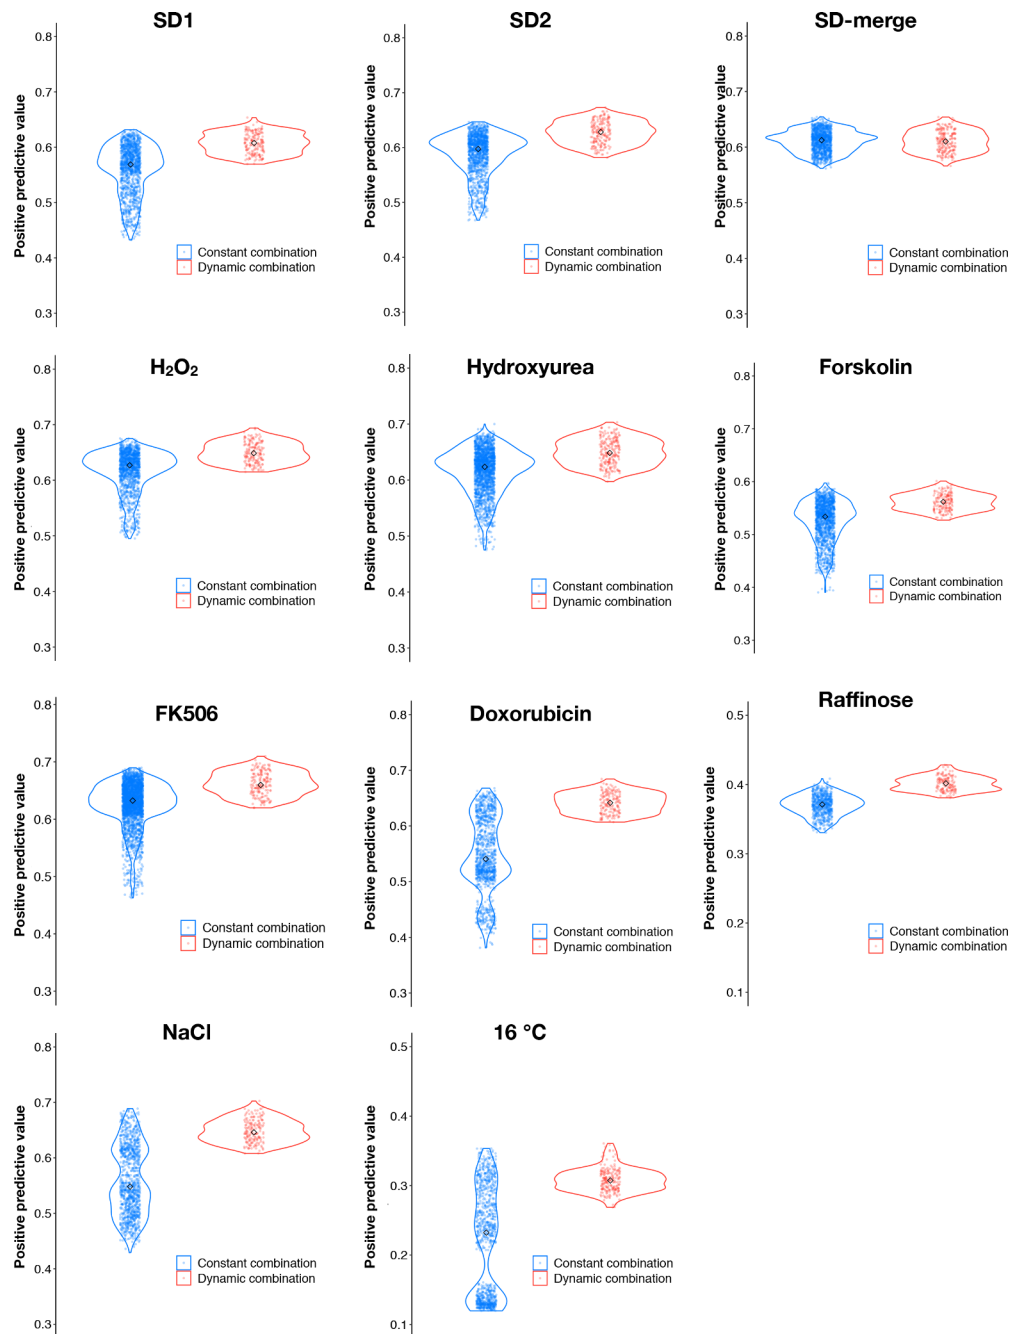 SD1
SD2
SD-merge
Positive predictive value
0.8
0.7
0.6
0.5
0.4
0.3
Constant combination
Dynamic combination
Positive predictive value
0.8
0.7
0.6
0.5
0.4
0.3
Constant combination
Dynamic combination
Positive predictive value
0.8
0.7
0.6
0.5
0.4
0.3
Constant combination
Dynamic combination
H₂O₂
Hydroxyurea
Forskolin
Positive predictive value
0.8
0.7
0.6
0.5
0.4
0.3
Constant combination
Dynamic combination
Positive predictive value
0.8
0.7
0.6
0.5
0.4
0.3
Constant combination
Dynamic combination
Positive predictive value
0.8
0.7
0.6
0.5
0.4
0.3
Constant combination
Dynamic combination
FK506
Doxorubicin
Raffinose
Positive predictive value
0.8
0.7
0.6
0.5
0.4
0.3
Constant combination
Dynamic combination
Positive predictive value
0.8
0.7
0.6
0.5
0.4
0.3
Constant combination
Dynamic combination
Positive predictive value
0.5
0.4
0.3
0.2
0.1
Constant combination
Dynamic combination
NaCl
16 °C
Positive predictive value
0.8
0.7
0.6
0.5
0.4
0.3
Constant combination
Dynamic combination
Positive predictive value
0.5
0.4
0.3
0.2
0.1
Constant combination
Dynamic combination